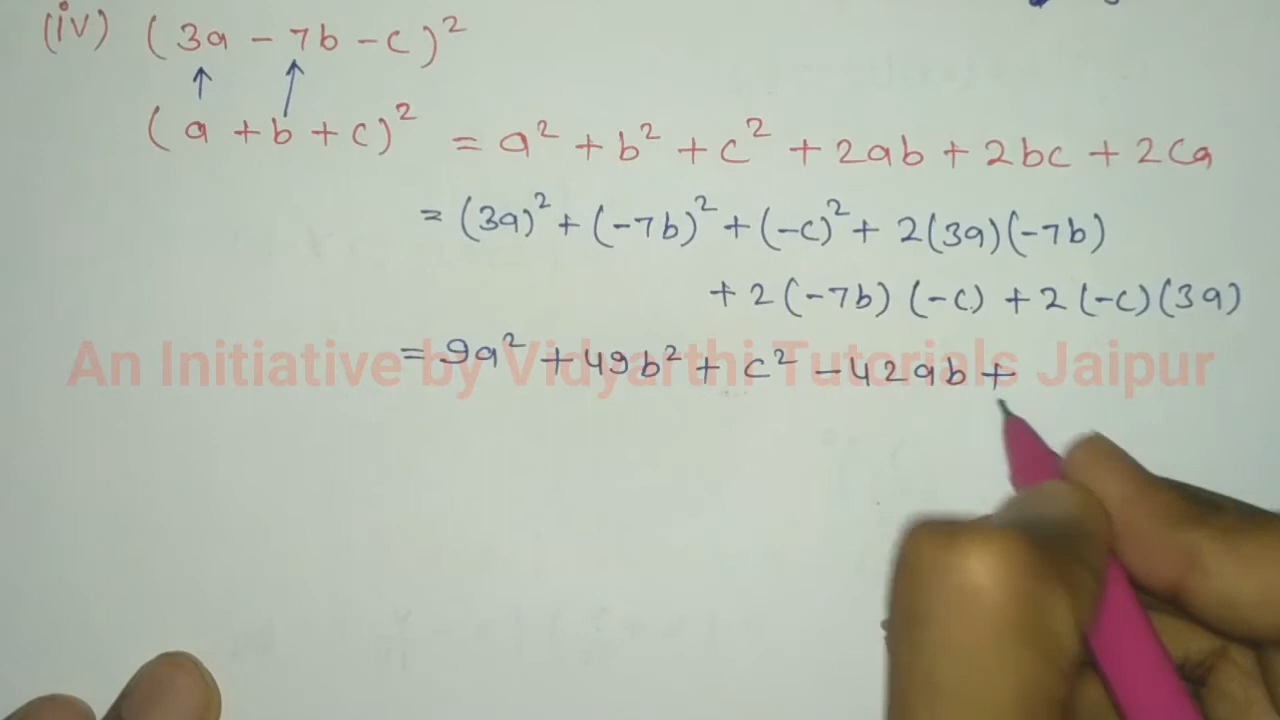 (iv) (3a - 7b - c)²
(a + b + c)² = a² + b² + c² + 2ab + 2bc + 2ca
= (3a)² + (-7b)² + (-c)² + 2(3a)(-7b)
+ 2(-7b)(-c) + 2(-c)(3a)
= 9a² + 49b² + c² - 42ab +
An Initiative by Vidyarthi Tutorials Jaipur